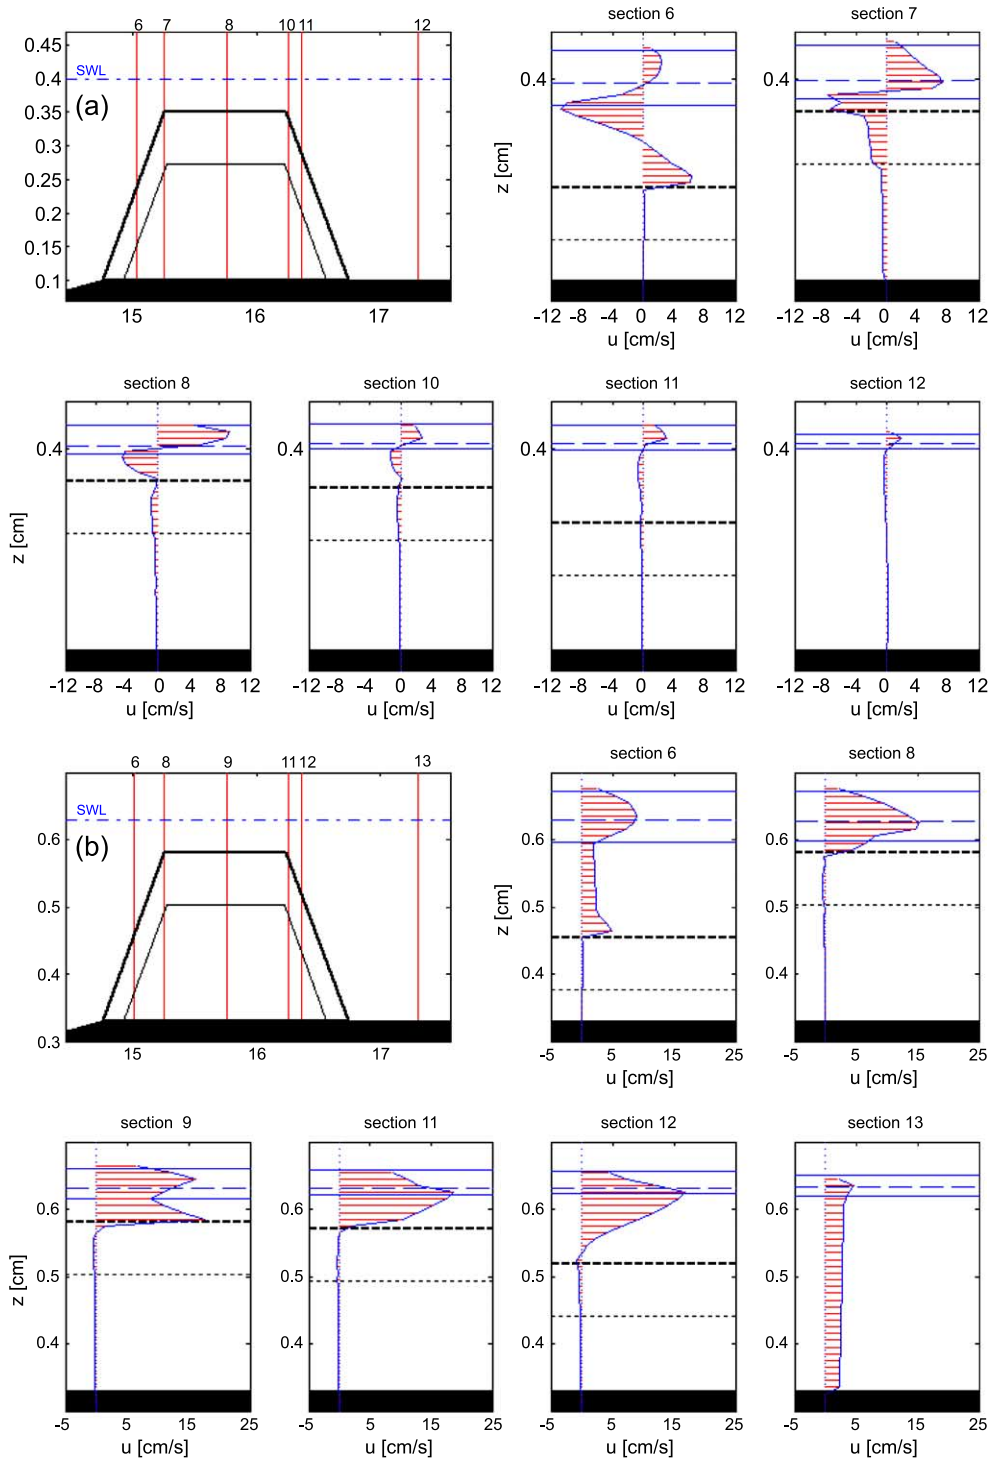 section 6
section 7
6 7 8 10 11 12
0.45
0.4
0.35
0.3
0.25
0.2
0.15
0.1
SWL
(a)
15 16 17
0.4
z [cm]
-12 -8 -4 0 4 8 12
u [cm/s]
0.4
-12 -8 -4 0 4 8 12
u [cm/s]
section 8
section 10
section 11
section 12
0.4
z [cm]
-12 -8 -4 0 4 8 12
u [cm/s]
-12 -8 -4 0 4 8 12
u [cm/s]
0.4
-12 -8 -4 0 4 8 12
u [cm/s]
0.4
-12 -8 -4 0 4 8 12
u [cm/s]
section 6
section 8
6 8 9 11 12 13
SWL
(b)
0.6
0.5
0.4
0.3
15 16 17
0.6
0.5
0.4
z [cm]
-5 5 15 25
u [cm/s]
0.6
0.5
0.4
-5 5 15 25
u [cm/s]
section 9
section 11
section 12
section 13
0.6
0.5
0.4
z [cm]
-5 5 15 25
u [cm/s]
0.6
0.5
0.4
-5 5 15 25
u [cm/s]
0.6
0.5
0.4
-5 5 15 25
u [cm/s]
0.6
0.5
0.4
-5 5 15 25
u [cm/s]